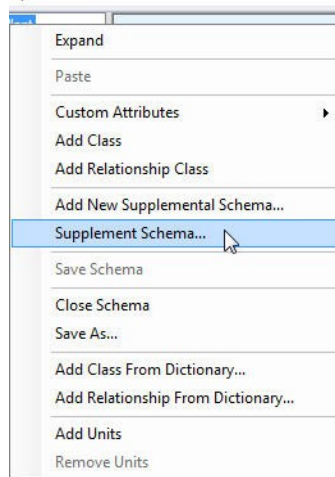 Expand
Paste
Custom Attributes
Add Class
Add Relationship Class
Add New Supplemental Schema...
Supplement Schema...
Save Schema
Close Schema
Save As...
Add Class From Dictionary...
Add Relationship From Dictionary...
Add Units
Remove Units